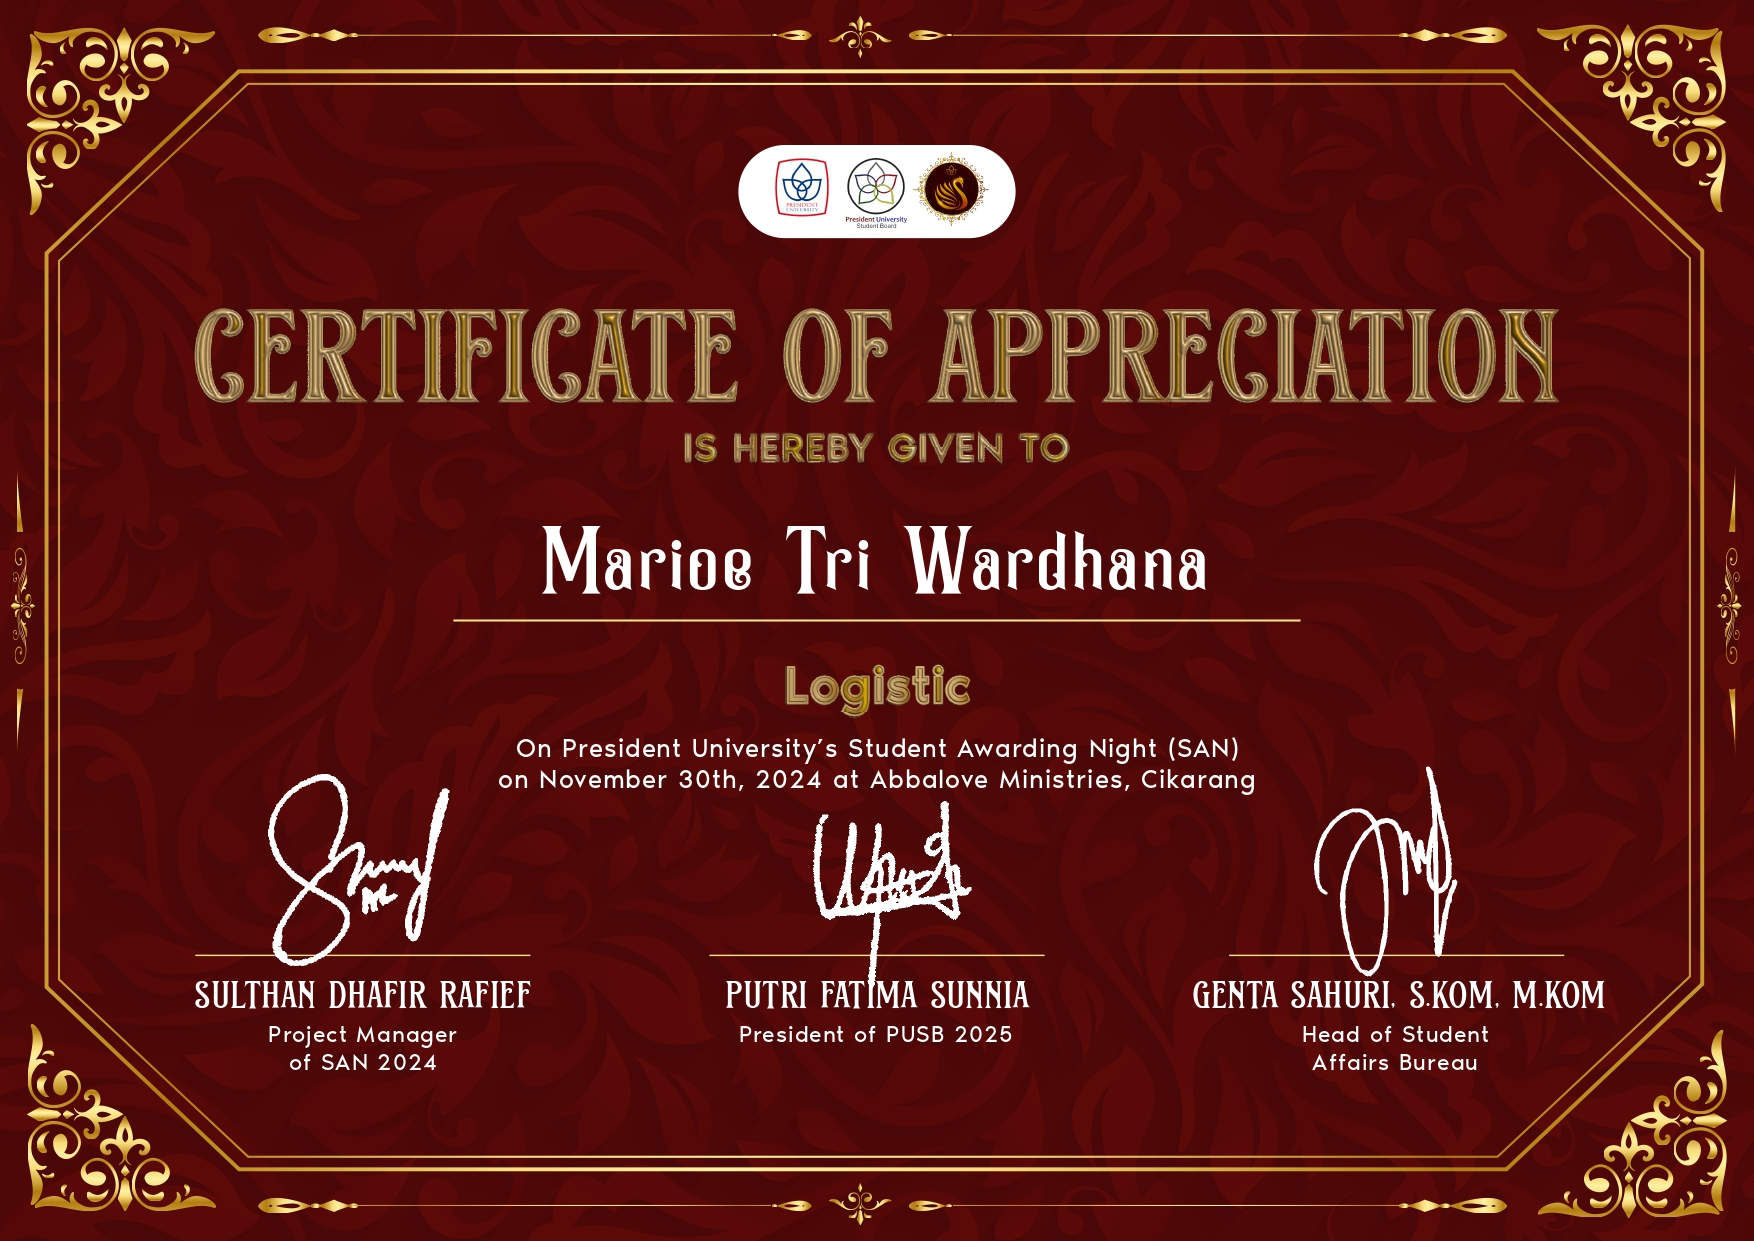 PRESIDENT
UNIVERSITY
President University
Student Board
CERTIFICATE OF APPRECIATION
IS HEREBY GIVEN TO
Marioe Tri Wardhana
Logistic
On President University's Student Awarding Night (SAN)
on November 30th, 2024 at Abbalove Ministries, Cikarang
SULTHAN DHAFIR RAFIEF
Project Manager
of SAN 2024
PUTRI FATIMA SUNNIA
President of PUSB 2025
GENTA SAHURI, S.KOM, M.KOM
Head of Student
Affairs Bureau